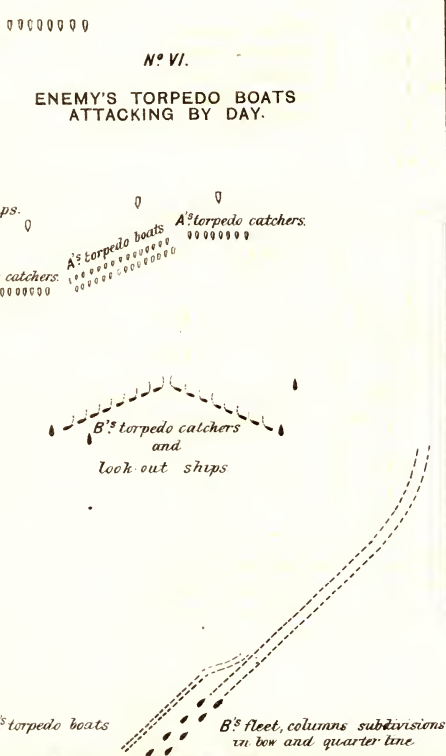 Nº VI.
ENEMY'S TORPEDO BOATS
ATTACKING BY DAY.
ps.
A's torpedo boats
A's torpedo catchers.
catchers.
B's torpedo catchers
and
look out ships
's torpedo boats
B's fleet, columns subdivisions
in bow and quarter line